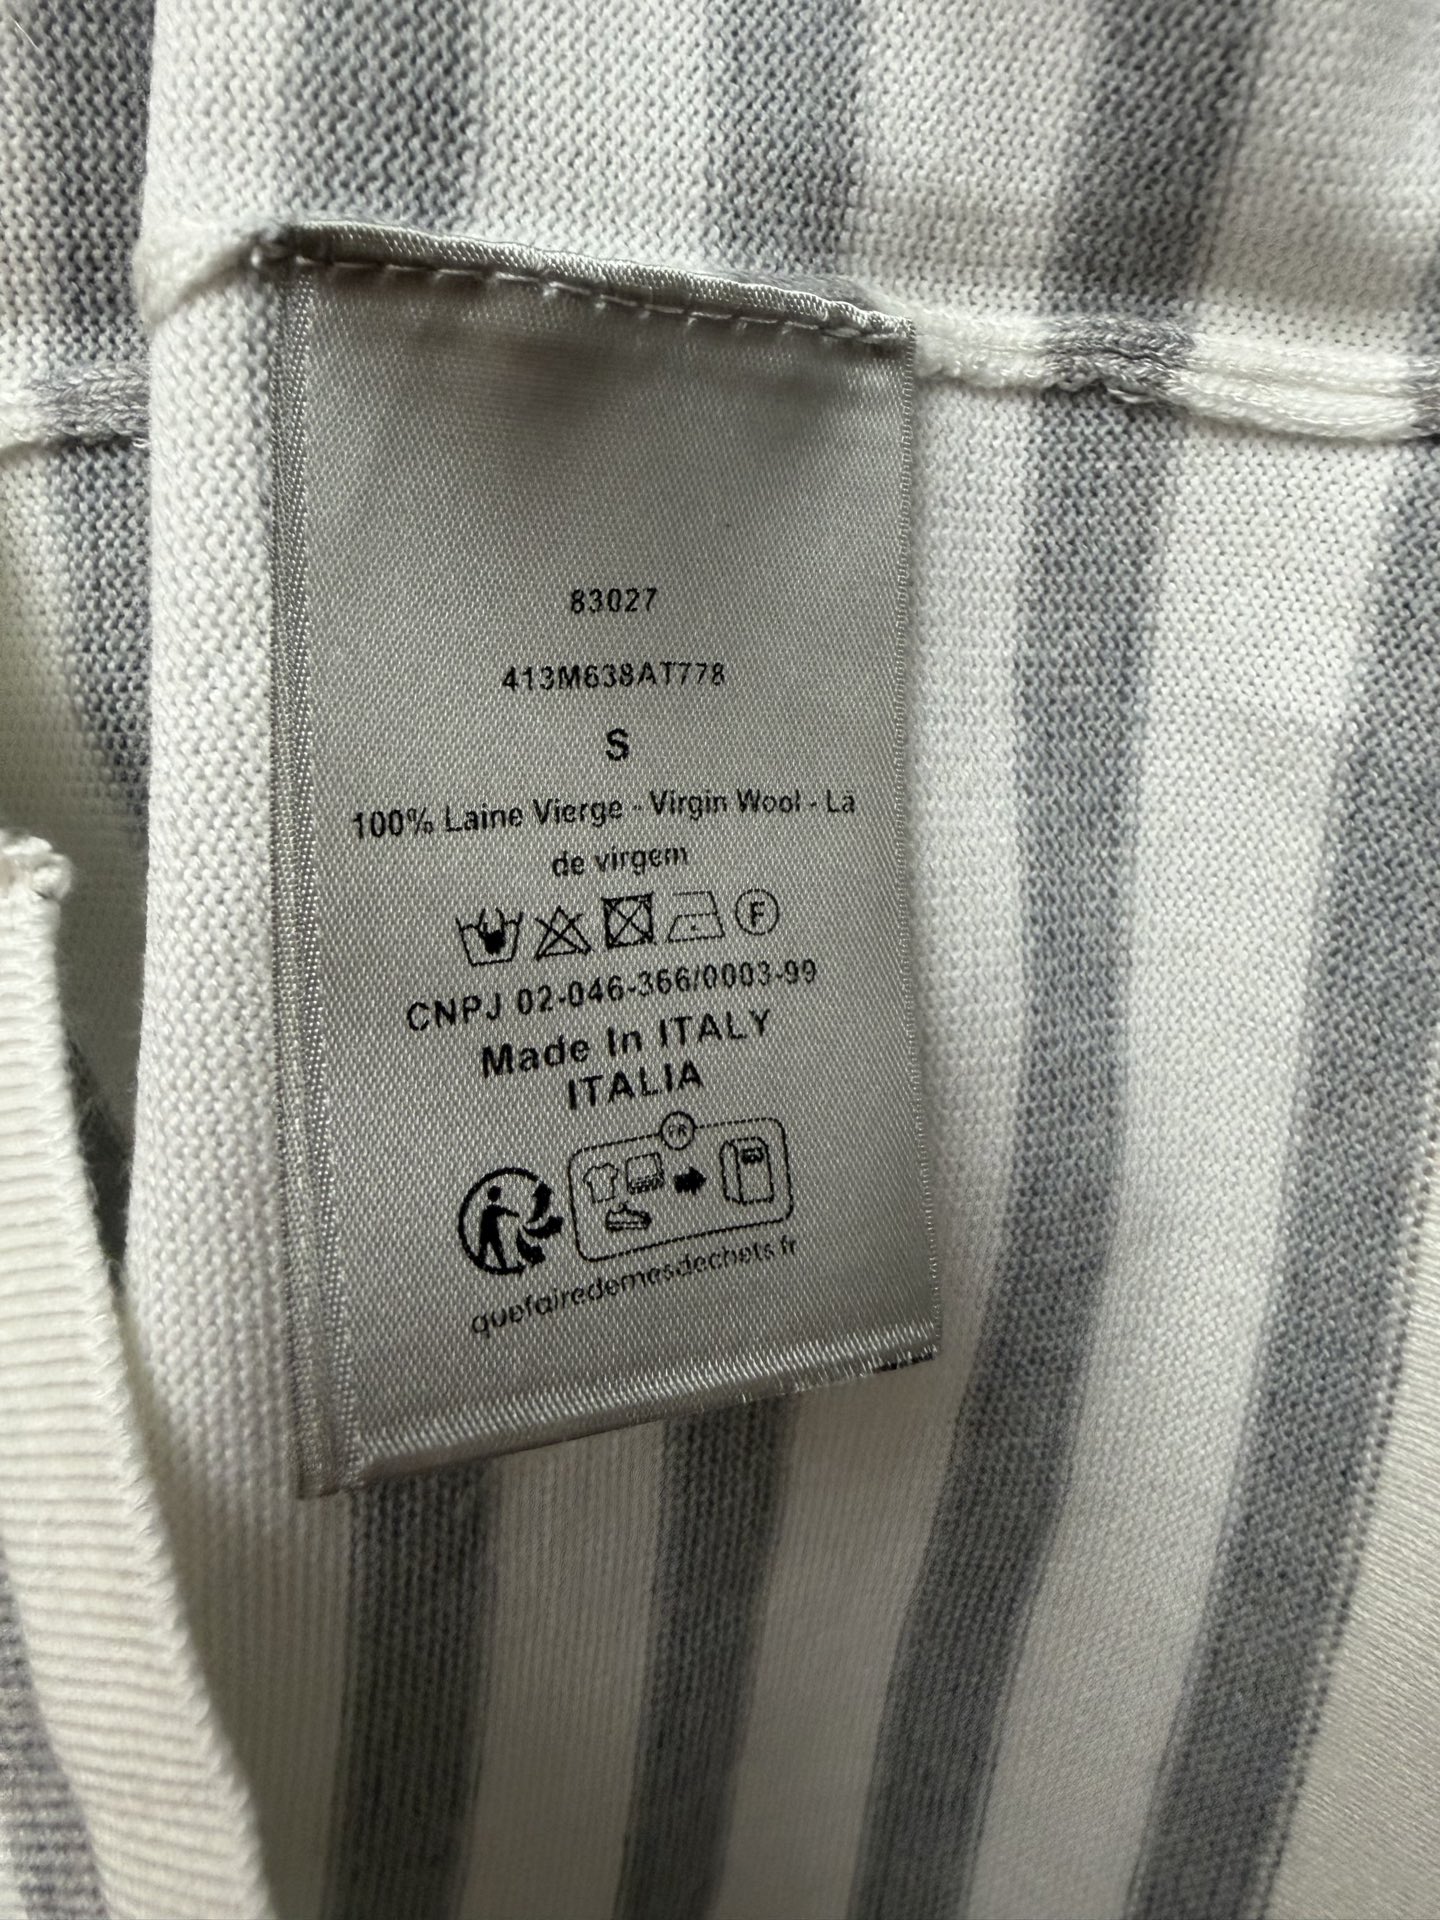 83027
413M638AT778
S
100% Laine Vierge - Virgin Wool - Lã
de virgem
F
CNPJ 02-046-366/0003-99
Made In ITALY
ITALIA
FR
quefairedemesdechets.fr